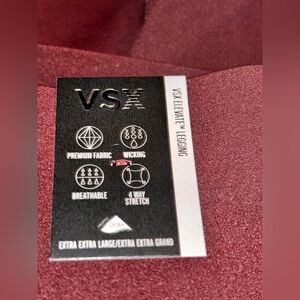 VSX
PREMIUM FABRIC
WICKING
BREATHABLE
4 WAY
STRETCH
EXTRA EXTRA LARGE/EXTRA EXTRA GRAND
VSX ELEVATE™ LEGGING